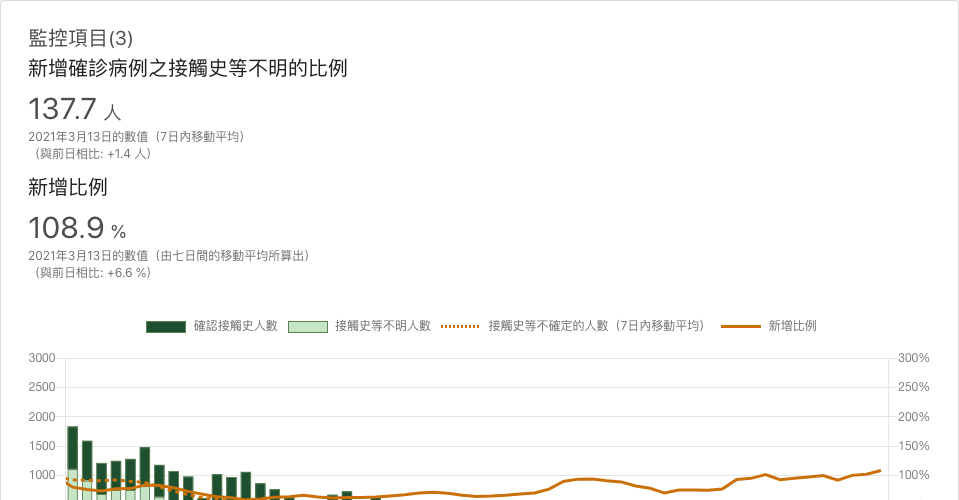 監控項目(3)
新增確診病例之接觸史等不明的比例
137.7 人
2021年3月13日的數值（7日內移動平均）
（與前日相比: +1.4 人）
新增比例
108.9 %
2021年3月13日的數值（由七日間的移動平均所算出）
（與前日相比: +6.6 %）
確認接觸史人數 接觸史等不明人數 接觸史等不確定的人數（7日內移動平均） 新增比例
3000 300%
2500 250%
2000 200%
1500 150%
1000 100%